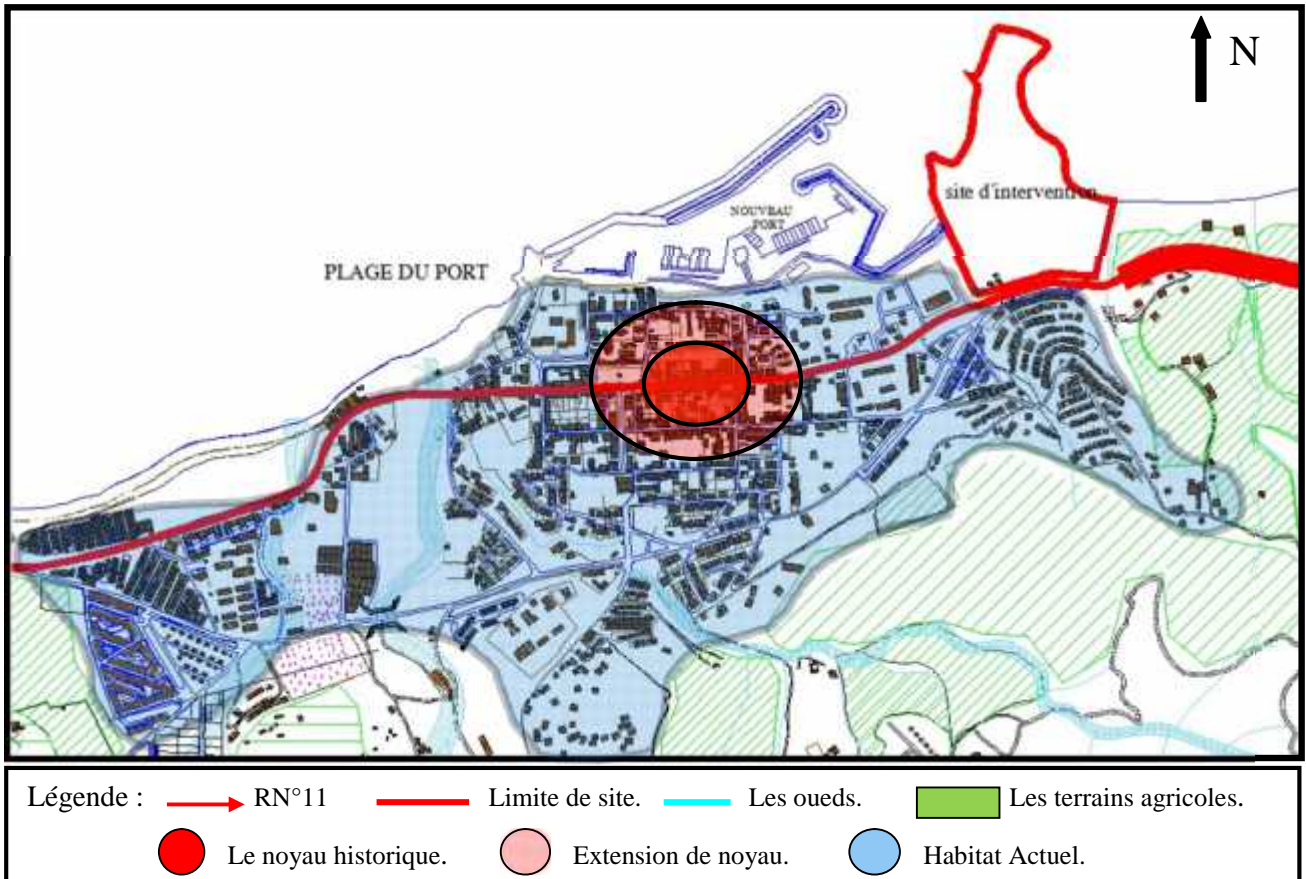 N
site d'intervention
NOUVEAU
PORT
PLAGE DU PORT
Légende : RN°11 Limite de site. Les oueds. Les terrains agricoles.
Le noyau historique. Extension de noyau. Habitat Actuel.